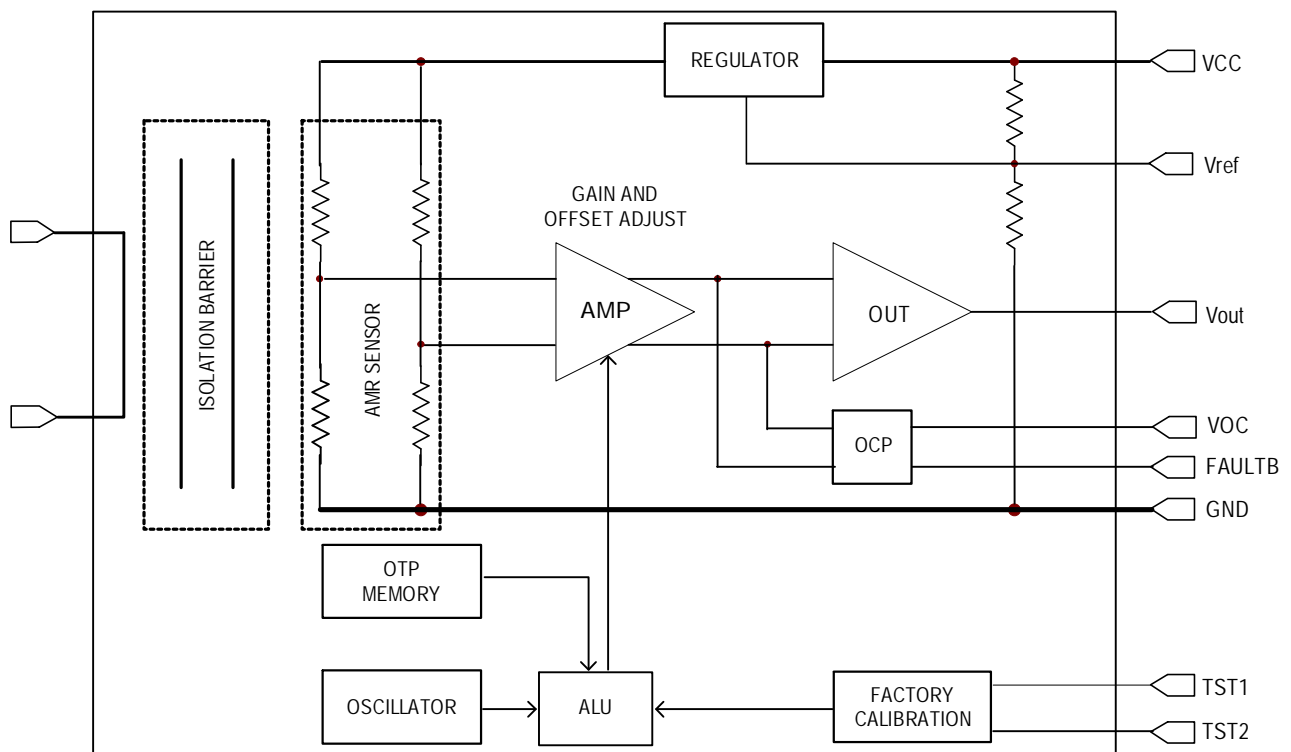 REGULATOR
VCC
Vref
GAIN AND
OFFSET ADJUST
ISOLATION BARRIER
AMR SENSOR
AMP
OUT
Vout
OCP
VOC
FAULTB
GND
OTP
MEMORY
OSCILLATOR
ALU
FACTORY
CALIBRATION
TST1
TST2